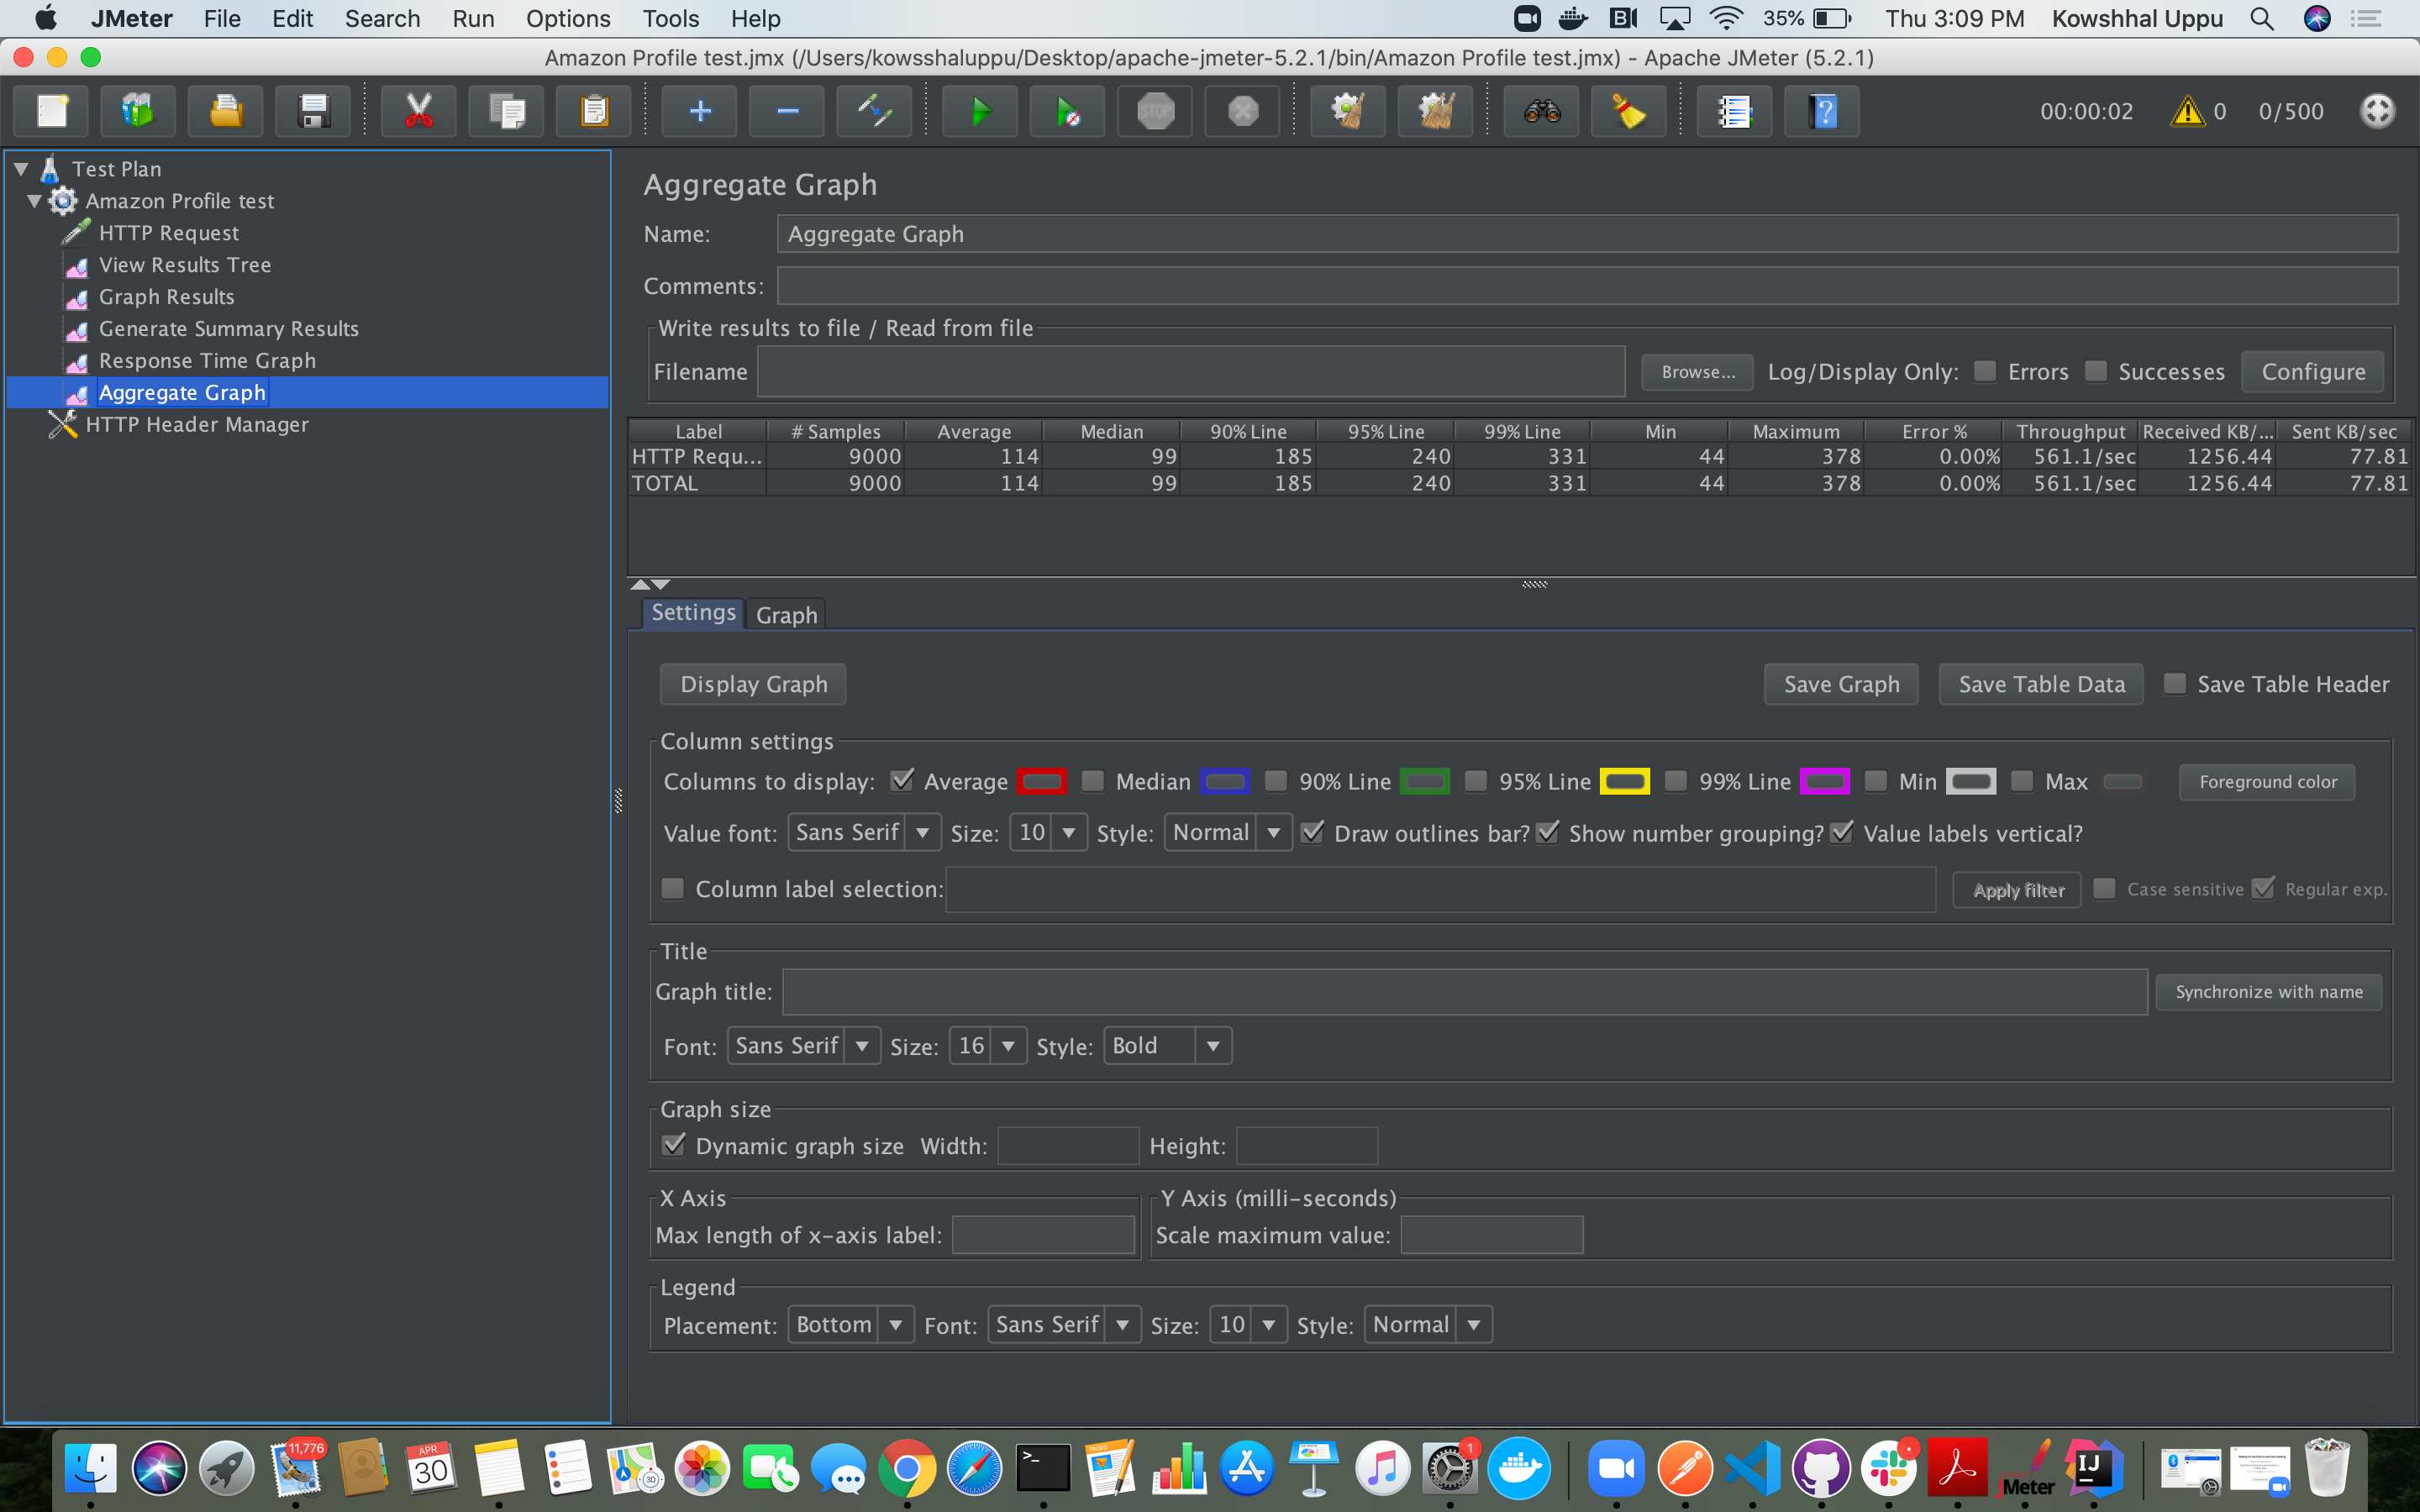 JMeter File Edit Search Run Options Tools Help 35% Thu 3:09 PM Kowshhal Uppu
Amazon Profile test.jmx (/Users/kowsshaluppu/Desktop/apache-jmeter-5.2.1/bin/Amazon Profile test.jmx) - Apache JMeter (5.2.1)
STOP 00:00:02 0 0/500
Test Plan
Amazon Profile test
HTTP Request
View Results Tree
Graph Results
Generate Summary Results
Response Time Graph
Aggregate Graph
HTTP Header Manager
Aggregate Graph
Name: Aggregate Graph
Comments:
Write results to file / Read from file
Filename Browse... Log/Display Only: Errors Successes Configure
Label # Samples Average Median 90% Line 95% Line 99% Line Min Maximum Error % Throughput Received KB/... Sent KB/sec
HTTP Requ... 9000 114 99 185 240 331 44 378 0.00% 561.1/sec 1256.44 77.81
TOTAL 9000 114 99 185 240 331 44 378 0.00% 561.1/sec 1256.44 77.81
Settings Graph
Display Graph Save Graph Save Table Data Save Table Header
Column settings
Columns to display: Average Median 90% Line 95% Line 99% Line Min Max Foreground color
Value font: Sans Serif Size: 10 Style: Normal Draw outlines bar? Show number grouping? Value labels vertical?
Column label selection: Apply filter Case sensitive Regular exp.
Title
Graph title: Synchronize with name
Font: Sans Serif Size: 16 Style: Bold
Graph size
Dynamic graph size Width: Height:
X Axis
Max length of x-axis label:
Y Axis (milli-seconds)
Scale maximum value:
Legend
Placement: Bottom Font: Sans Serif Size: 10 Style: Normal
11,776 APR 30 3D PAGES 1 Meter IJ